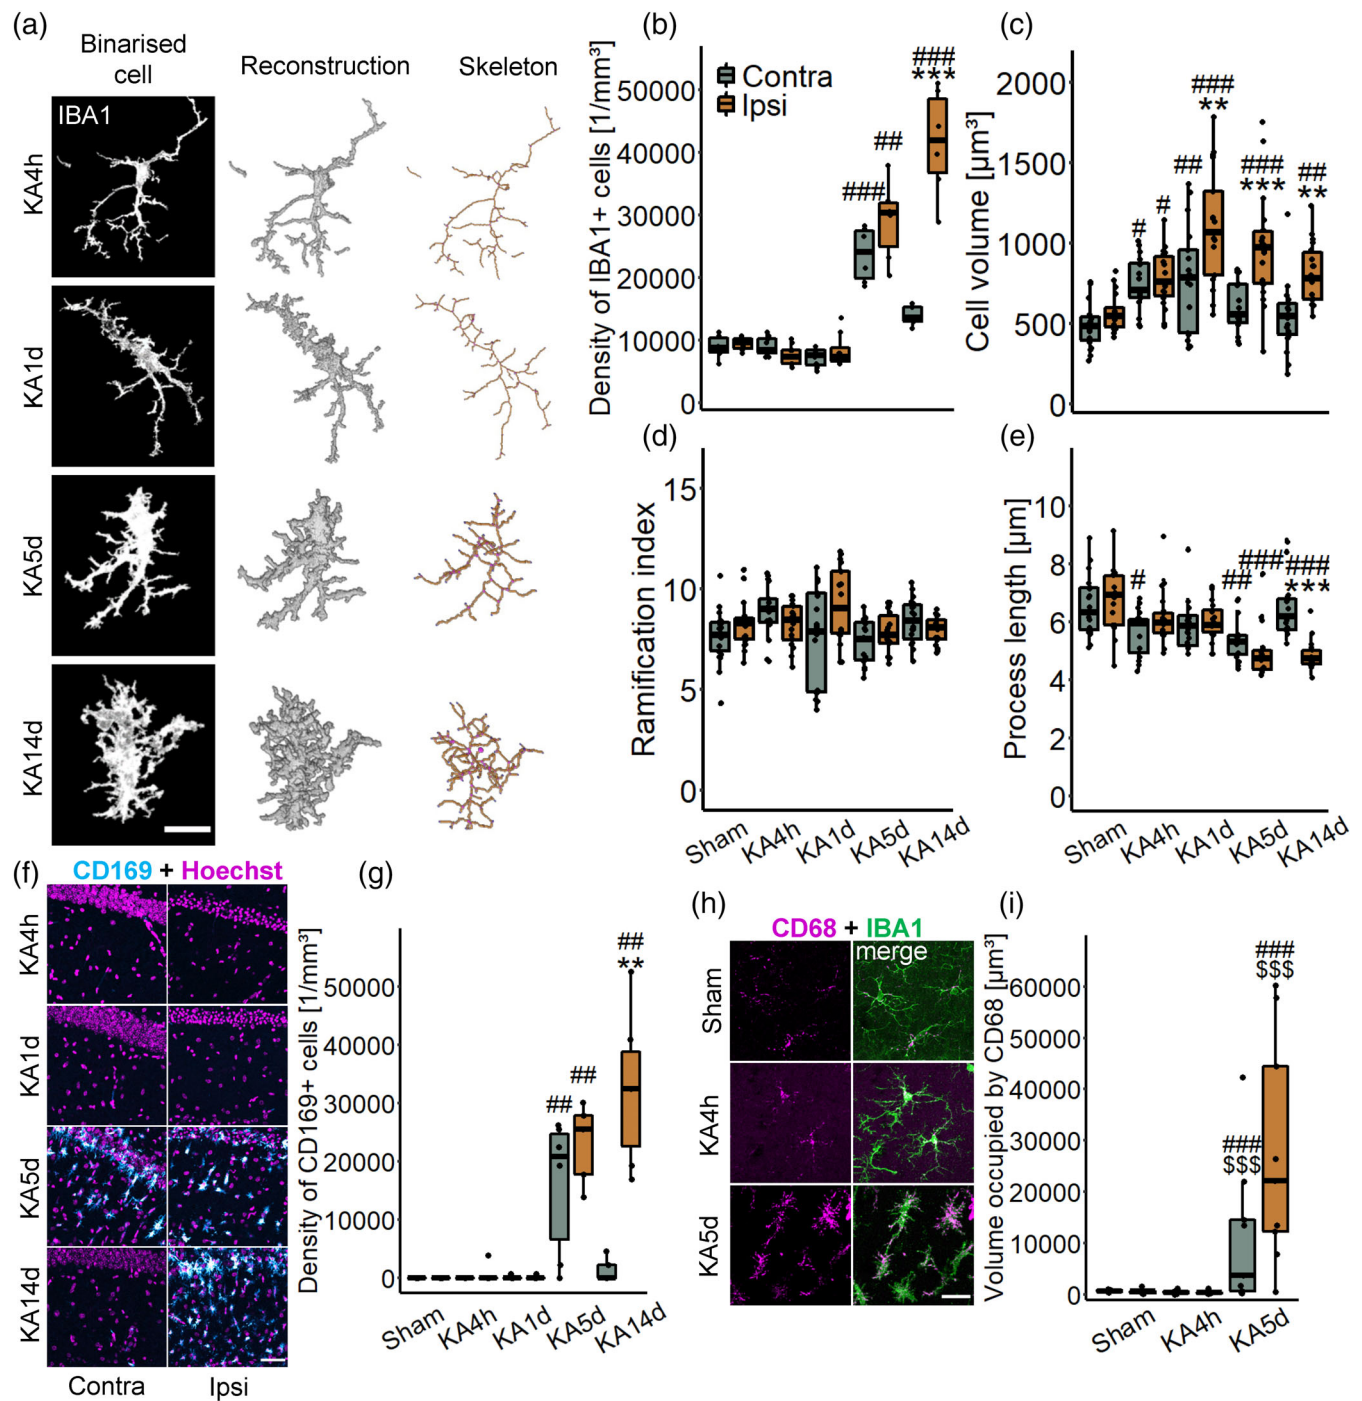 (a)
Binarised
cell
Reconstruction
Skeleton
IBA1
KA4h
KA1d
KA5d
KA14d
(b)
Density of IBA1+ cells [1/mm³]
50000
40000
30000
20000
10000
0
Contra
Ipsi
###
##
###
***
(c)
Cell volume [µm³]
2000
1500
1000
500
0
#
#
##
###
**
###
***
##
**
(d)
Ramification index
15
10
5
0
Sham
KA4h
KA1d
KA5d
KA14d
(e)
Process length [µm]
10
8
6
4
2
0
#
##
###
###
***
Sham
KA4h
KA1d
KA5d
KA14d
(f)
CD169 + Hoechst
KA4h
KA1d
KA5d
KA14d
Contra
Ipsi
(g)
Density of CD169+ cells [1/mm³]
50000
40000
30000
20000
10000
0
##
##
##
**
Sham
KA4h
KA1d
KA5d
KA14d
(h)
CD68 + IBA1
merge
Sham
KA4h
KA5d
(i)
Volume occupied by CD68 [µm³]
60000
50000
40000
30000
20000
10000
0
###
$$$
###
$$$
Sham
KA4h
KA5d